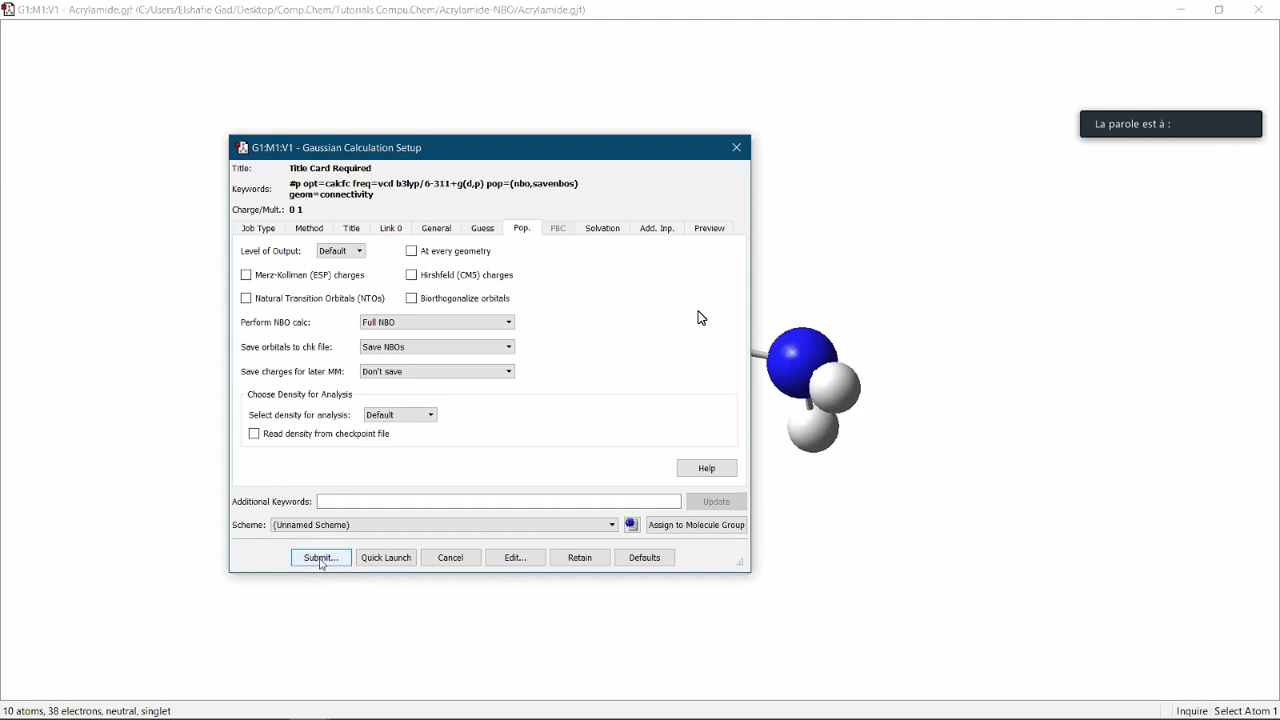 G1:M1:V1 - Acrylamide.gjf (C:/Users/Elshafie Gad/Desktop/Comp.Chem/Tutorials Compu.Chem/Acrylamide-NBO/Acrylamide.gjf)
La parole est à :
G1:M1:V1 - Gaussian Calculation Setup
Title: Title Card Required
Keywords: #p opt=calcfc freq=vcd b3lyp/6-311+g(d,p) pop=(nbo,savenbos)
geom=connectivity
Charge/Mult.: 0 1
Job Type Method Title Link 0 General Guess Pop. PBC Solvation Add. Inp. Preview
Level of Output: Default At every geometry
Merz-Kollman (ESP) charges Hirshfeld (CM5) charges
Natural Transition Orbitals (NTOs) Biorthogonalize orbitals
Perform NBO calc: Full NBO
Save orbitals to chk file: Save NBOs
Save charges for later MM: Don't save
Choose Density for Analysis
Select density for analysis: Default
Read density from checkpoint file
Help
Additional Keywords: Update
Scheme: (Unnamed Scheme) Assign to Molecule Group
Submit... Quick Launch Cancel Edit... Retain Defaults
10 atoms, 38 electrons, neutral, singlet Inquire Select Atom 1